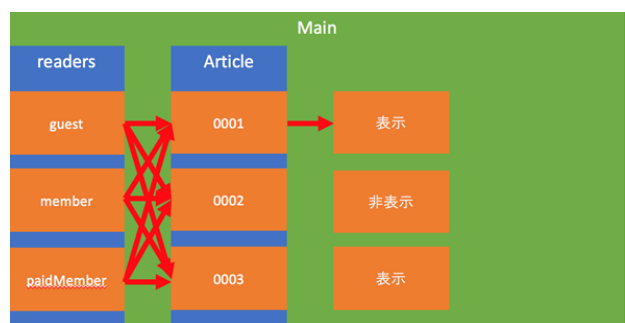 Main
readers
Article
guest
0001
表示
member
0002
非表示
paidMember
0003
表示